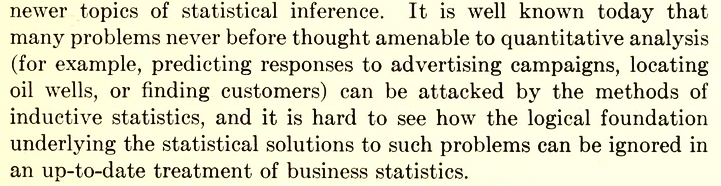 newer topics of statistical inference. It is well known today that
many problems never before thought amenable to quantitative analysis
(for example, predicting responses to advertising campaigns, locating
oil wells, or finding customers) can be attacked by the methods of
inductive statistics, and it is hard to see how the logical foundation
underlying the statistical solutions to such problems can be ignored in
an up-to-date treatment of business statistics.